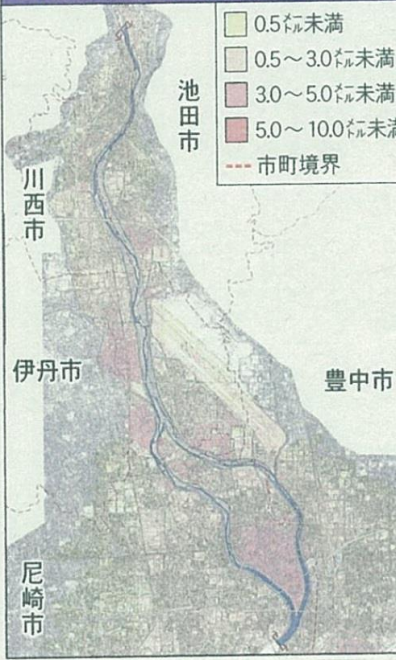 0.5㍍未満
0.5〜3.0㍍未満
3.0〜5.0㍍未満
5.0〜10.0㍍未満
市町境界
池田市
川西市
伊丹市
豊中市
尼崎市